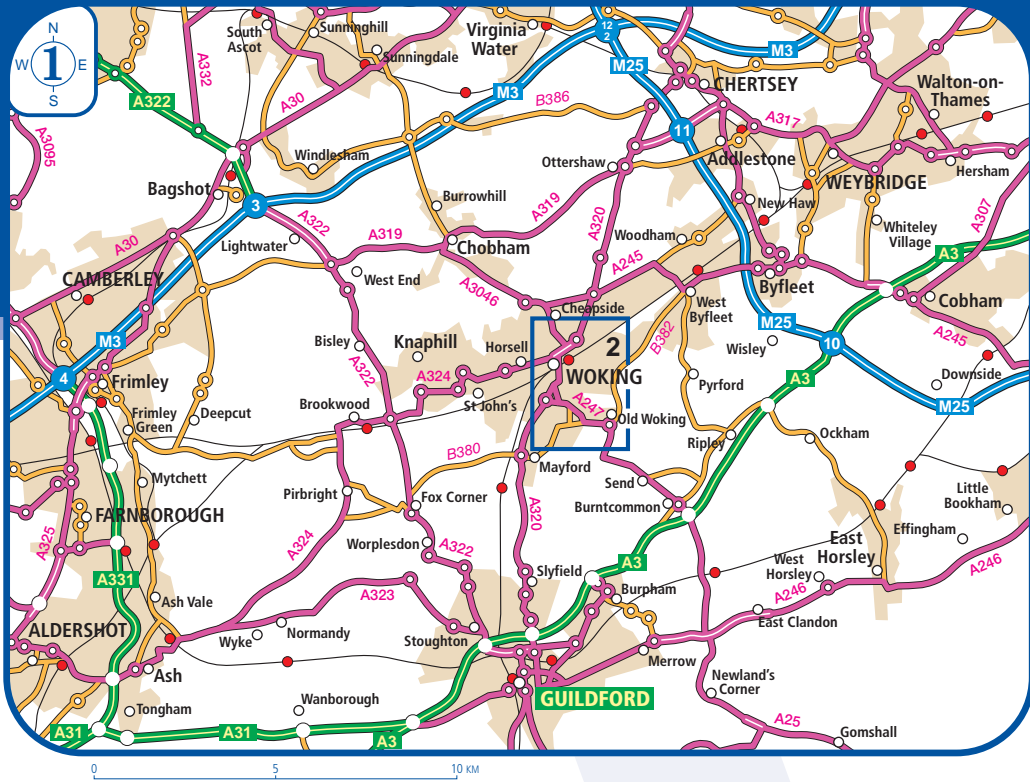 N
W 1 E
S
South
Ascot
Sunninghill
Sunningdale
Virginia
Water
12
2
M3
M25
CHERTSEY
Walton-on-
Thames
A332
A322
A30
M3
B386
11
A317
A3095
Windlesham
Ottershaw
Addlestone
Hersham
Bagshot
WEYBRIDGE
3
Burrowhill
New Haw
A322
A319
A320
A307
Whiteley
Village
Lightwater
A319
Chobham
Woodham
A30
A245
A3
West End
A3046
Byfleet
CAMBERLEY
Cobham
West
Byfleet
Cheapside
M25
A245
M3
Bisley
Knaphill
Horsell
2
B382
Wisley
10
4
A322
A324
WOKING
A3
Downside
Frimley
Pyrford
M25
St John's
A247
Frimley
Green
Deepcut
Brookwood
Old Woking
Ripley
Ockham
B380
Mayford
Mytchett
Send
Pirbright
Fox Corner
Little
Bookham
Burntcommon
FARNBOROUGH
A320
Effingham
A325
A324
Worplesdon
A322
East
Horsley
A3
West
Horsley
A246
A331
Slyfield
A323
Burpham
A246
Ash Vale
East Clandon
ALDERSHOT
Wyke
Normandy
Stoughton
Merrow
Ash
Newland's
Corner
GUILDFORD
Wanborough
Tongham
A25
A31
A31
A3
Gomshall
0 5 10 KM